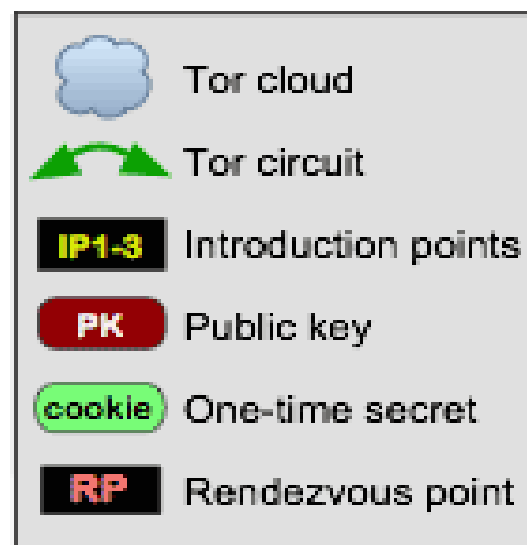 Tor cloud
Tor circuit
IP1-3 Introduction points
PK Public key
cookie One-time secret
RP Rendezvous point